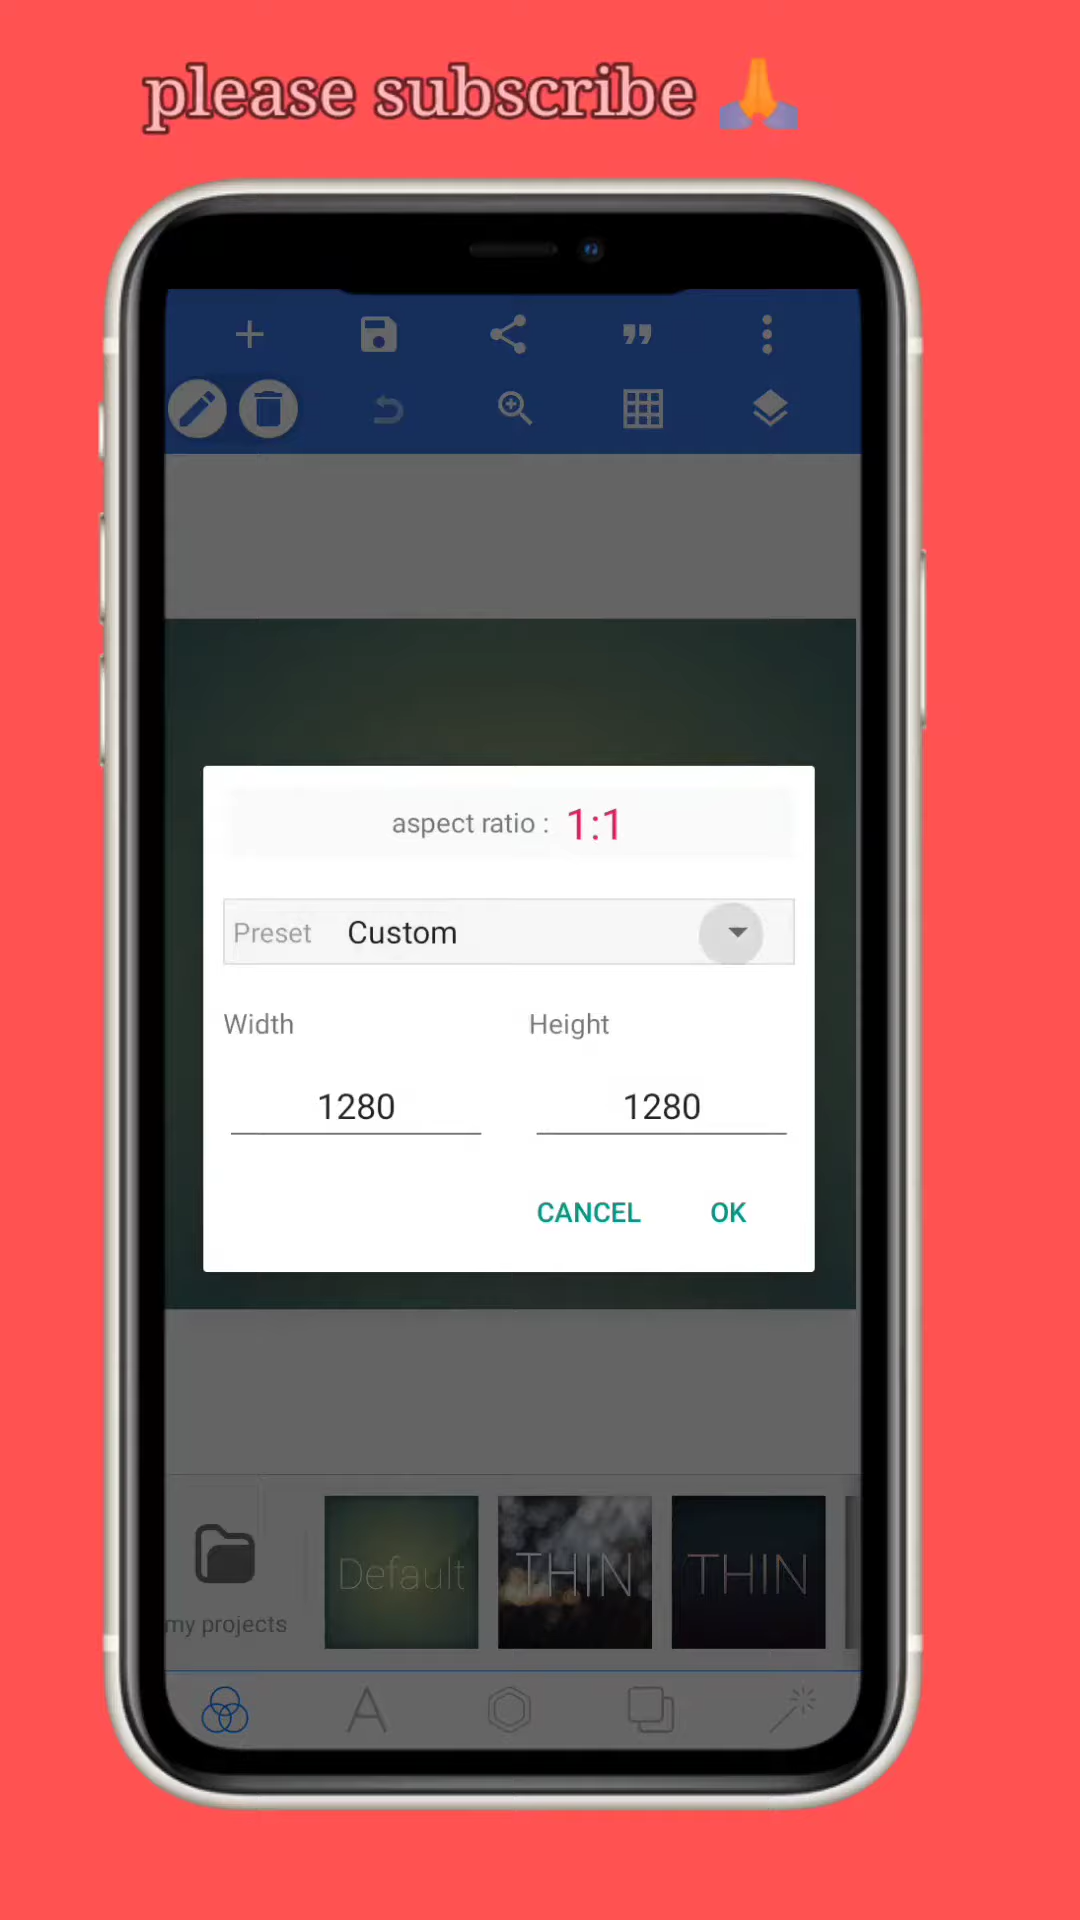 please subscribe 🙏
aspect ratio : 1:1
Preset Custom
Width Height
1280 1280
CANCEL OK
my projects
Default THIN THIN